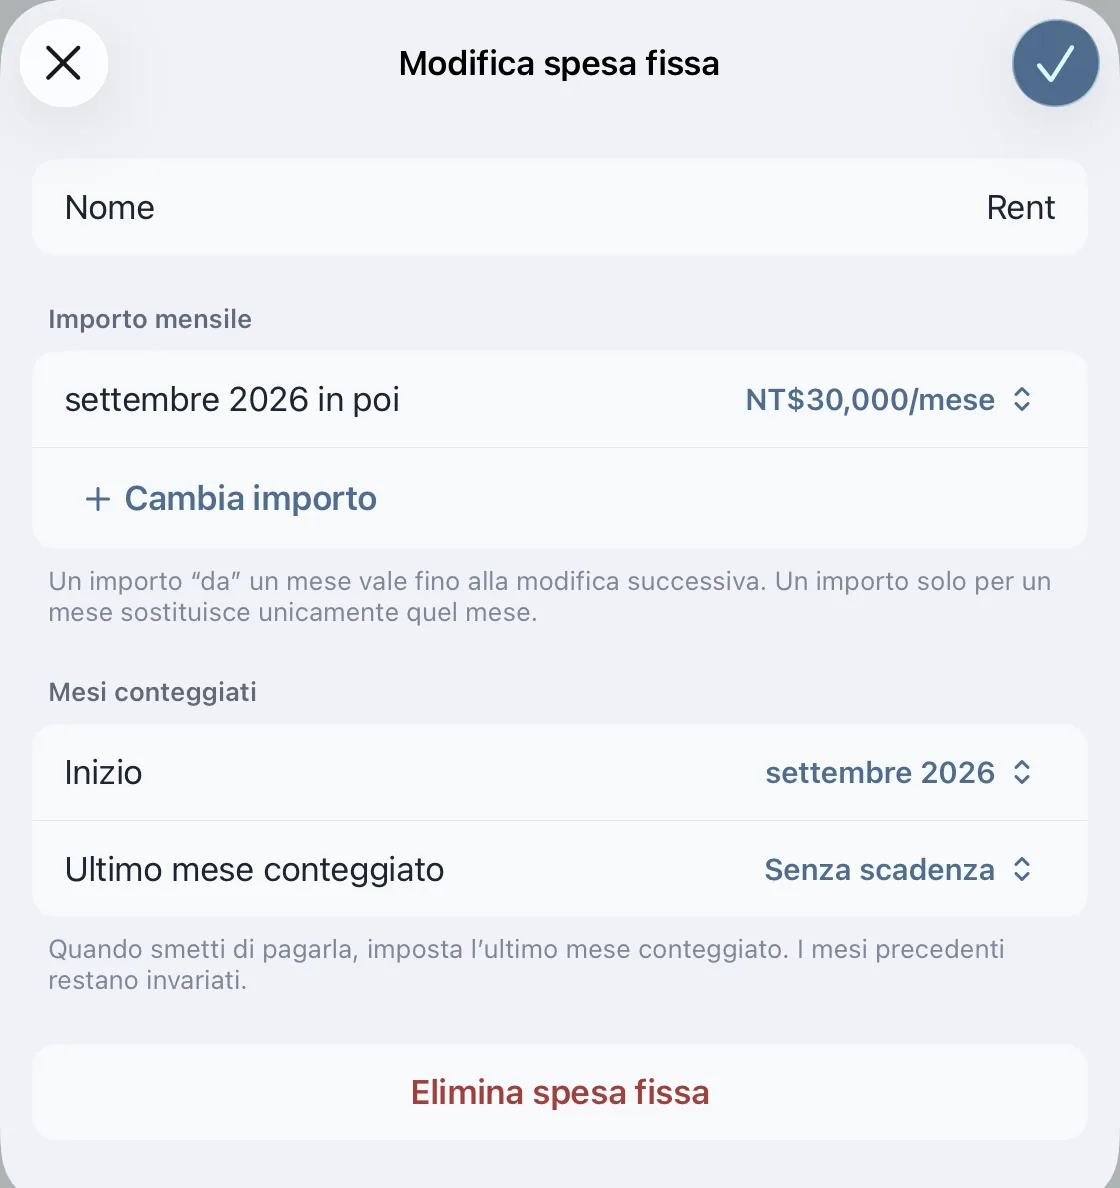 Modifica spesa fissa
Nome Rent
Importo mensile
settembre 2026 in poi NT$30,000/mese
+ Cambia importo
Un importo “da” un mese vale fino alla modifica successiva. Un importo solo per un
mese sostituisce unicamente quel mese.
Mesi conteggiati
Inizio settembre 2026
Ultimo mese conteggiato Senza scadenza
Quando smetti di pagarla, imposta l’ultimo mese conteggiato. I mesi precedenti
restano invariati.
Elimina spesa fissa